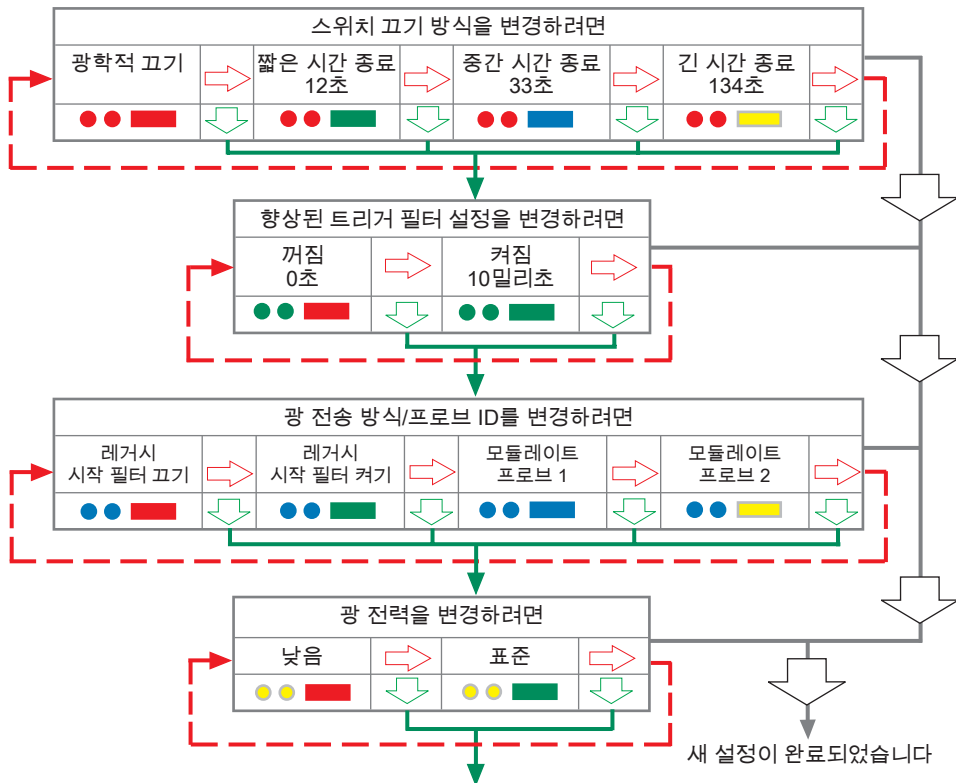 스위치 끄기 방식을 변경하려면
광학적 끄기
짧은 시간 종료
12초
중간 시간 종료
33초
긴 시간 종료
134초
향상된 트리거 필터 설정을 변경하려면
꺼짐
0초
켜짐
10밀리초
광 전송 방식/프로브 ID를 변경하려면
레거시
시작 필터 끄기
레거시
시작 필터 켜기
모듈레이트
프로브 1
모듈레이트
프로브 2
광 전력을 변경하려면
낮음
표준
새 설정이 완료되었습니다